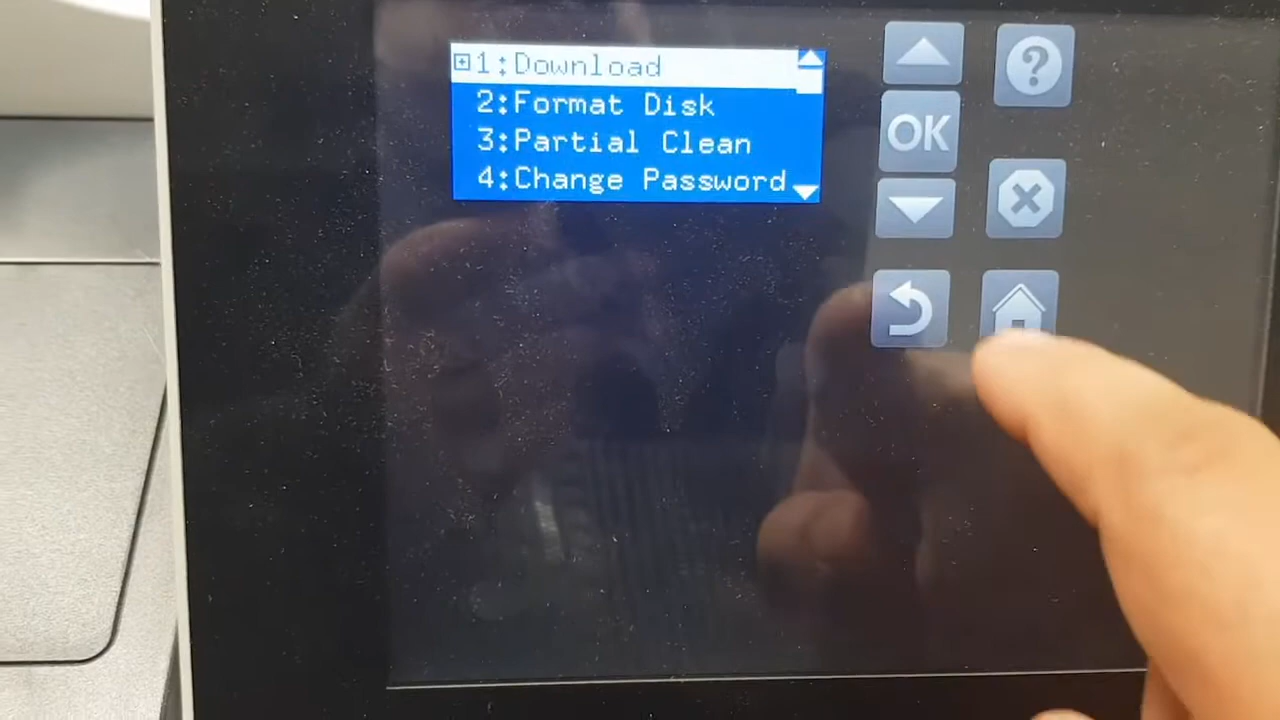 1:Download
2:Format Disk
3:Partial Clean
4:Change Password
?
OK